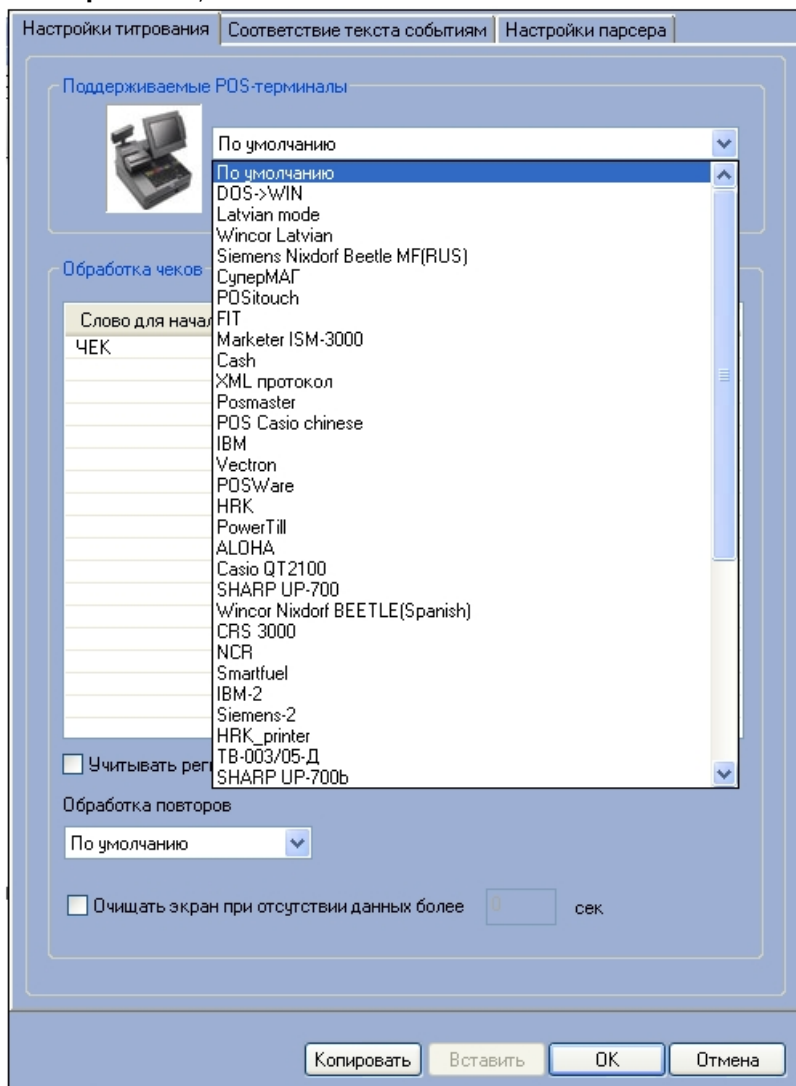 Настройки титрования Соответствие текста событиям Настройки парсера
Поддерживаемые POS-терминалы
По умолчанию
По умолчанию
DOS->WIN
Latvian mode
Wincor Latvian
Siemens Nixdorf Beetle MF(RUS)
СуперМАГ
POSitouch
FIT
Marketer ISM-3000
Cash
XML протокол
Posmaster
POS Casio chinese
IBM
Vectron
POSWare
HRK
PowerTill
ALOHA
Casio QT2100
SHARP UP-700
Wincor Nixdorf BEETLE(Spanish)
CRS 3000
NCR
Smartfuel
IBM-2
Siemens-2
HRK_printer
ТВ-003/05-Д
SHARP UP-700b
Обработка чеков
Слово для начал
ЧЕК
Учитывать рег
Обработка повторов
По умолчанию
Очищать экран при отсутствии данных более 0 сек
Копировать Вставить OK Отмена